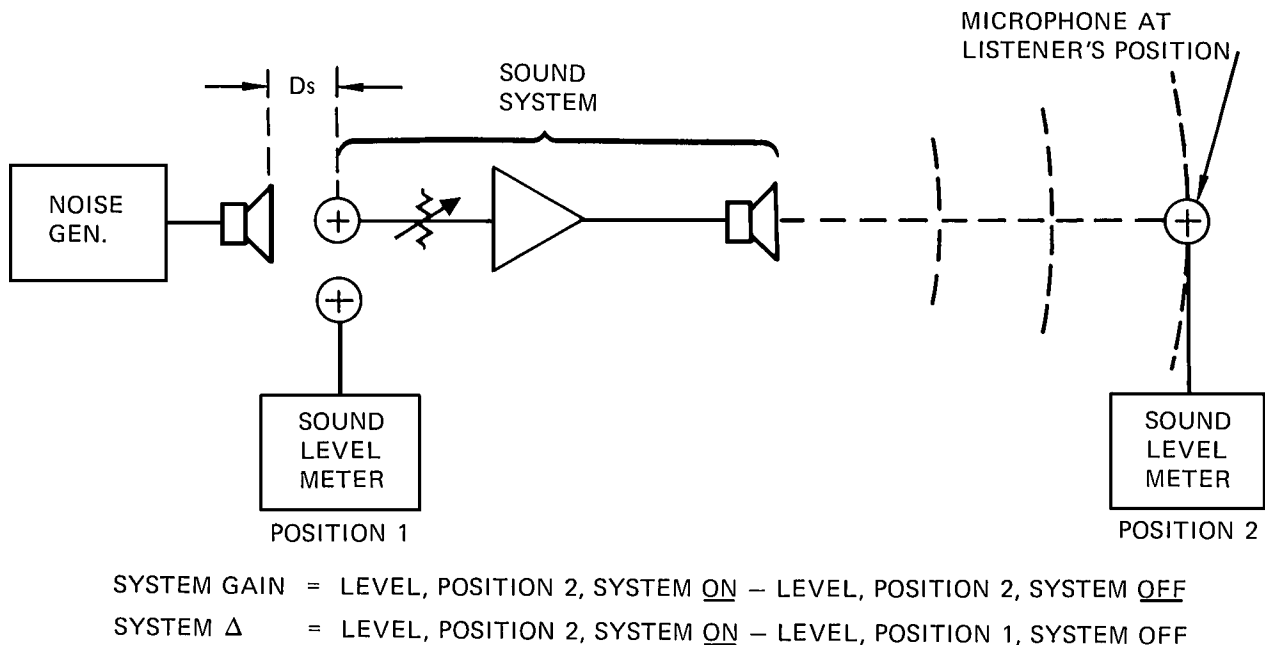 MICROPHONE AT
LISTENER'S POSITION
Ds
SOUND
SYSTEM
NOISE
GEN.
SOUND
LEVEL
METER
POSITION 1
SOUND
LEVEL
METER
POSITION 2
SYSTEM GAIN = LEVEL, POSITION 2, SYSTEM ON – LEVEL, POSITION 2, SYSTEM OFF
SYSTEM Δ = LEVEL, POSITION 2, SYSTEM ON – LEVEL, POSITION 1, SYSTEM OFF